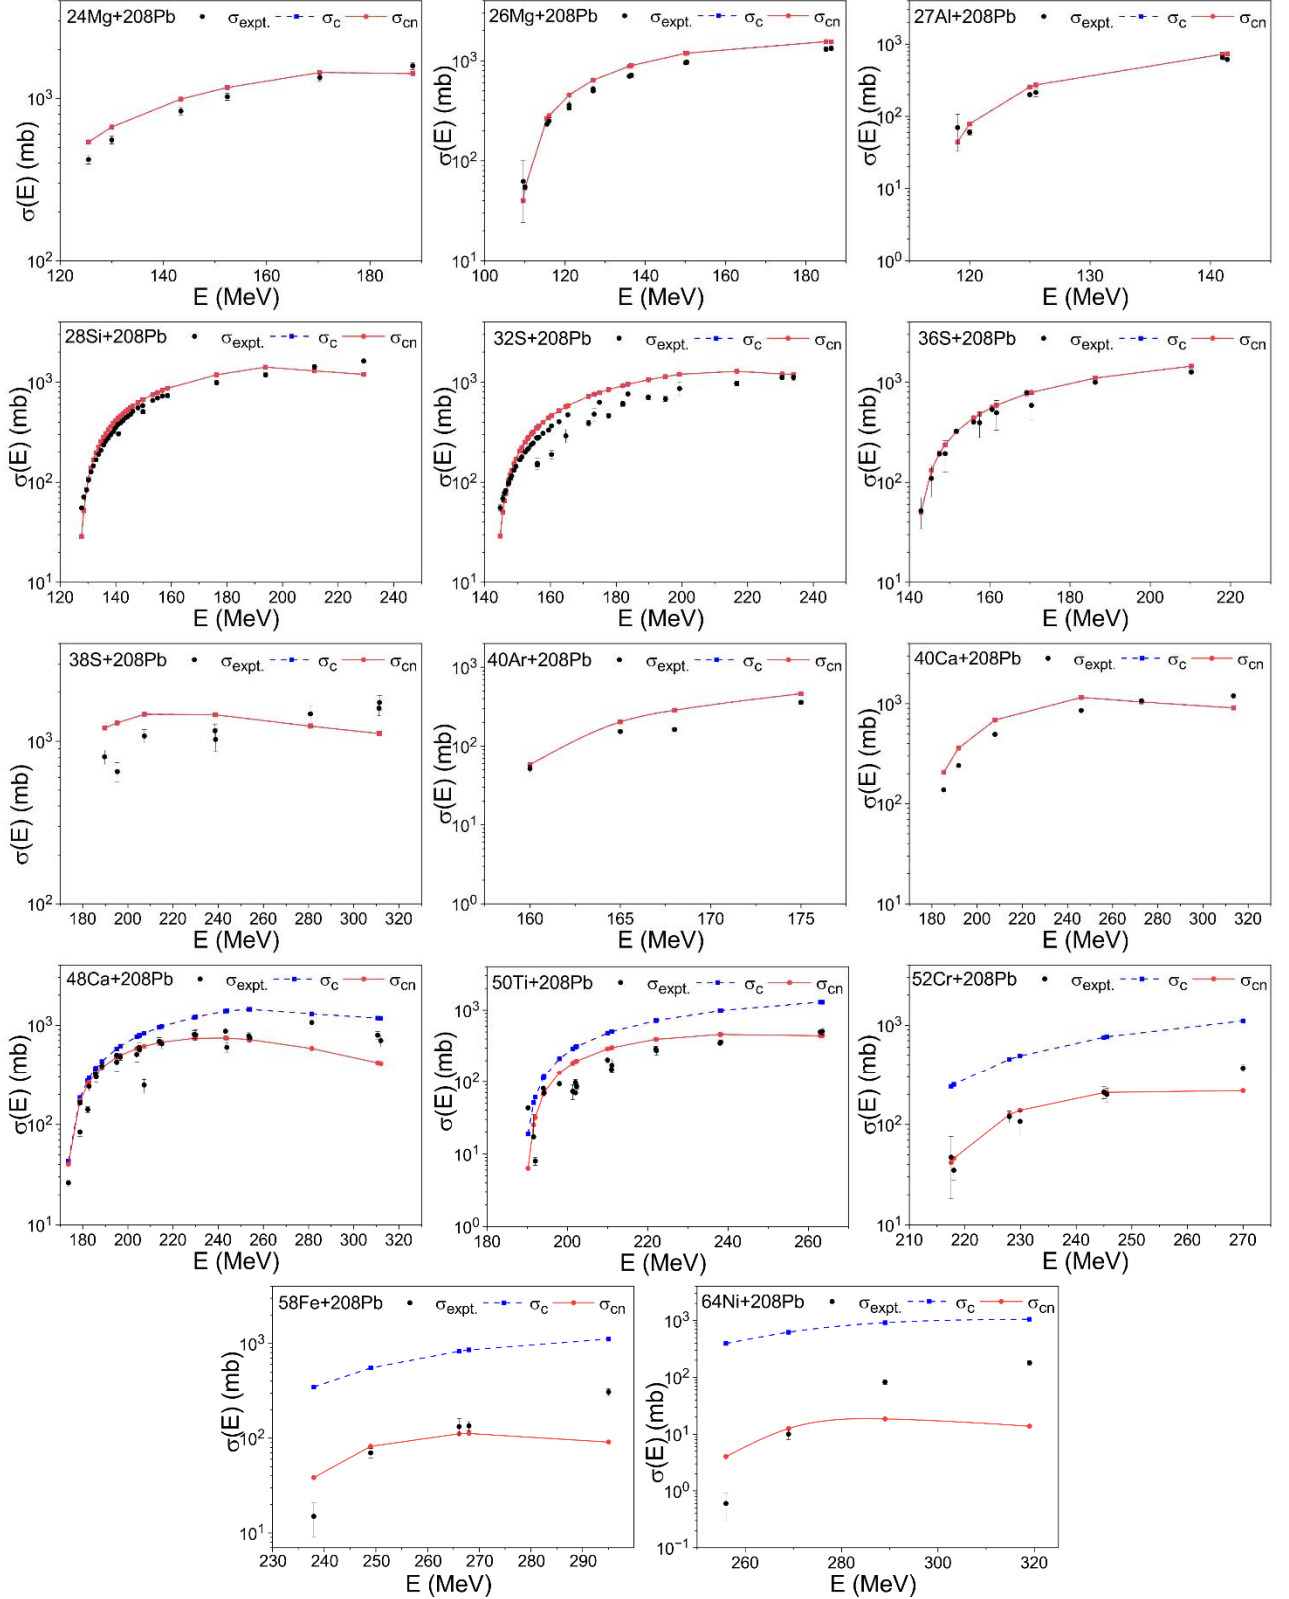 24Mg+208Pb σexpt. σc σcn
σ(E) (mb)
10³
10²
120 140 160 180
E (MeV)
26Mg+208Pb σexpt. σc σcn
σ(E) (mb)
10³
10²
10¹
100 120 140 160 180
E (MeV)
27Al+208Pb σexpt. σc σcn
σ(E) (mb)
10³
10²
10¹
10⁰
120 130 140
E (MeV)
28Si+208Pb σexpt. σc σcn
σ(E) (mb)
10³
10²
10¹
120 140 160 180 200 220 240
E (MeV)
32S+208Pb σexpt. σc σcn
σ(E) (mb)
10³
10²
10¹
140 160 180 200 220 240
E (MeV)
36S+208Pb σexpt. σc σcn
σ(E) (mb)
10³
10²
10¹
140 160 180 200 220
E (MeV)
38S+208Pb σexpt. σc σcn
σ(E) (mb)
10³
10²
180 200 220 240 260 280 300 320
E (MeV)
40Ar+208Pb σexpt. σc σcn
σ(E) (mb)
10³
10²
10¹
10⁰
160 165 170 175
E (MeV)
40Ca+208Pb σexpt. σc σcn
σ(E) (mb)
10³
10²
10¹
180 200 220 240 260 280 300 320
E (MeV)
48Ca+208Pb σexpt. σc σcn
σ(E) (mb)
10³
10²
10¹
180 200 220 240 260 280 300 320
E (MeV)
50Ti+208Pb σexpt. σc σcn
σ(E) (mb)
10³
10²
10¹
10⁰
180 200 220 240 260
E (MeV)
52Cr+208Pb σexpt. σc σcn
σ(E) (mb)
10³
10²
10¹
210 220 230 240 250 260 270
E (MeV)
58Fe+208Pb σexpt. σc σcn
σ(E) (mb)
10³
10²
10¹
230 250 270 290
E (MeV)
64Ni+208Pb σexpt. σc σcn
σ(E) (mb)
10³
10²
10¹
10⁰
10⁻¹
260 280 300 320
E (MeV)